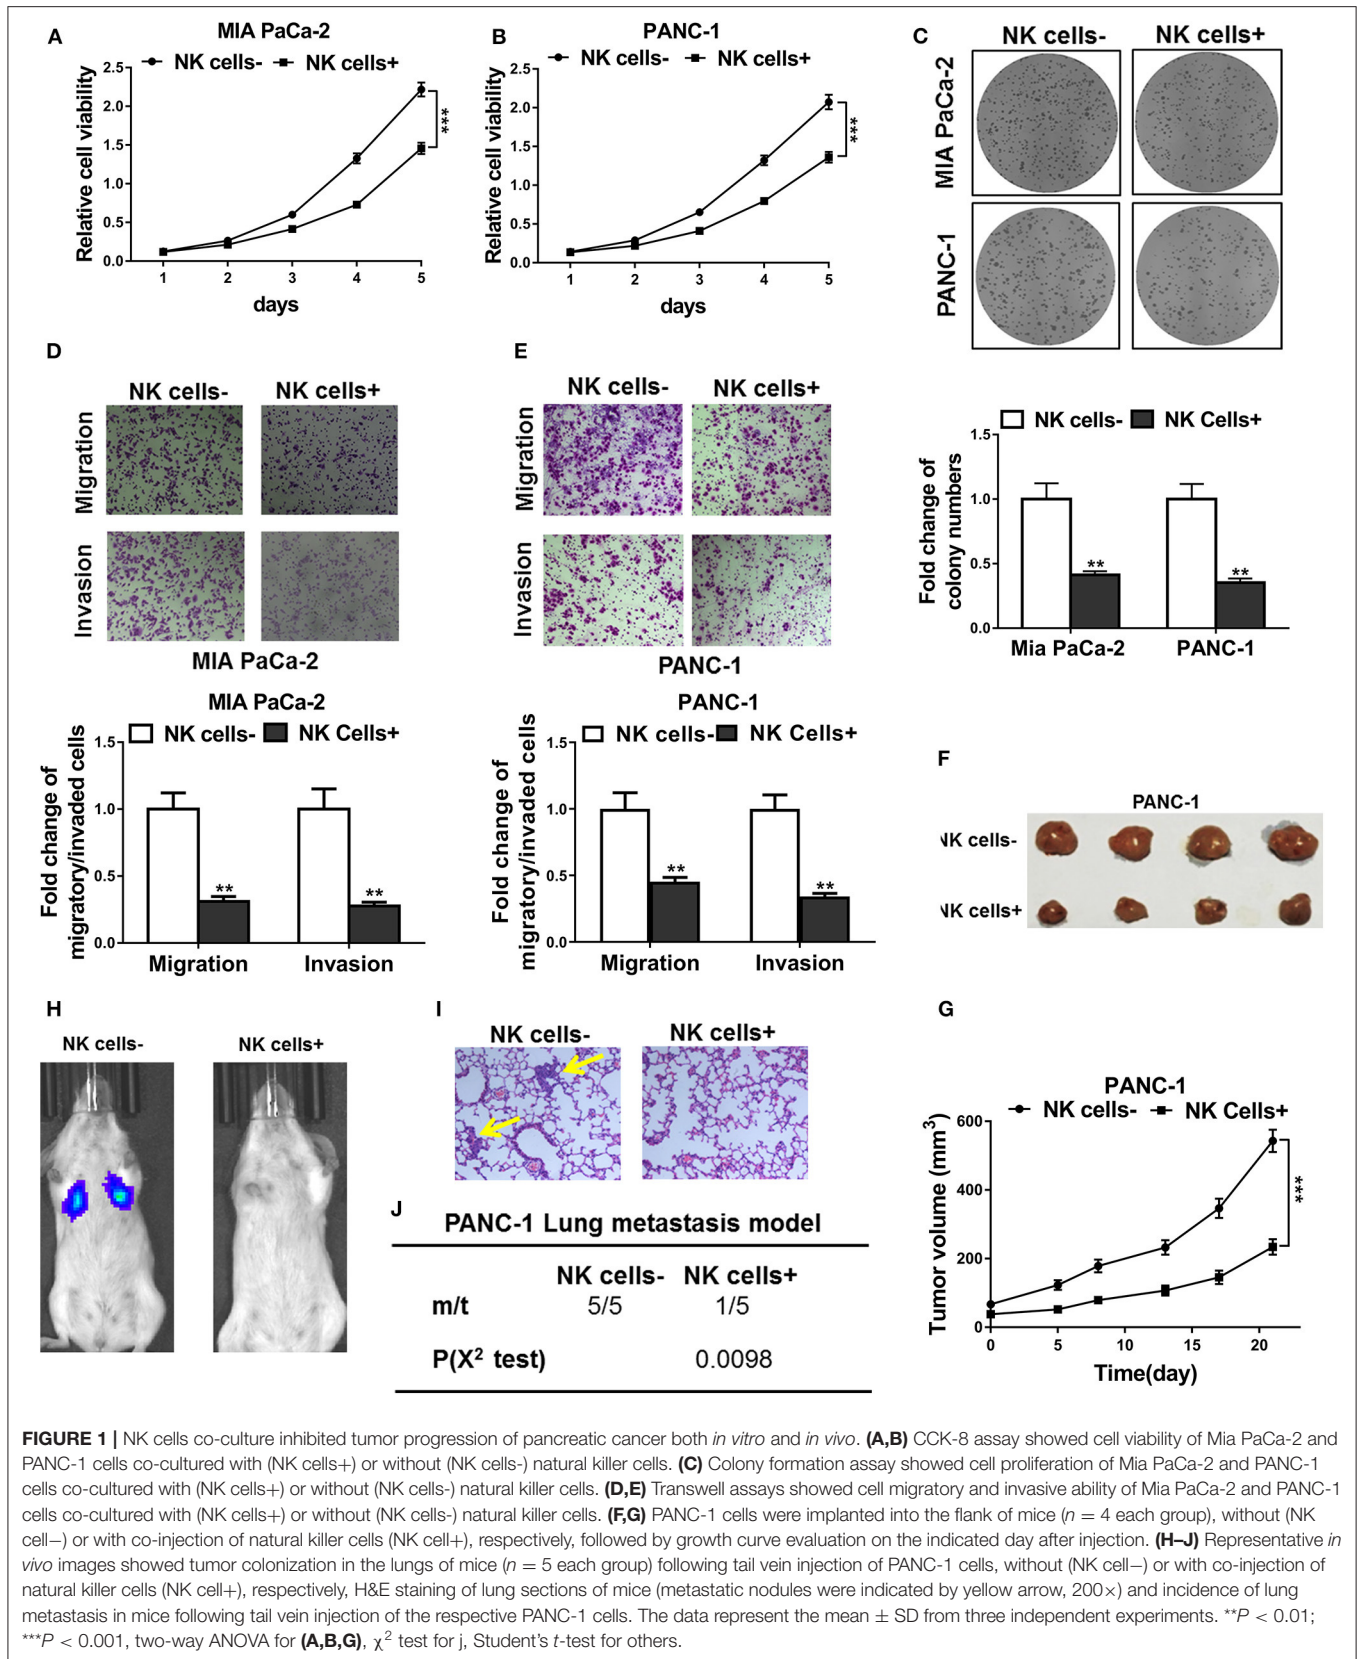 A
MIA PaCa-2
NK cells-
NK cells+
Relative cell viability
2.5
2.0
1.5
1.0
0.5
0.0
***
1 2 3 4 5
days
B
PANC-1
NK cells-
NK cells+
Relative cell viability
2.5
2.0
1.5
1.0
0.5
0.0
***
1 2 3 4 5
days
C
NK cells- NK cells+
MIA PaCa-2
PANC-1
NK cells- NK Cells+
Fold change of
colony numbers
1.5
1.0
0.5
0.0
** **
Mia PaCa-2 PANC-1
D
NK cells- NK cells+
Migration
Invasion
MIA PaCa-2
MIA PaCa-2
NK cells- NK Cells+
Fold change of
migratory/invaded cells
1.5
1.0
0.5
0.0
** **
Migration Invasion
E
NK cells- NK cells+
Migration
Invasion
PANC-1
PANC-1
NK cells- NK Cells+
Fold change of
migratory/invaded cells
1.5
1.0
0.5
0.0
** **
Migration Invasion
F
PANC-1
NK cells-
NK cells+
H
NK cells- NK cells+
I
NK cells- NK cells+
J
PANC-1 Lung metastasis model
NK cells- NK cells+
m/t 5/5 1/5
P(X² test) 0.0098
G
PANC-1
NK cells- NK Cells+
Tumor volume (mm³)
600
400
200
0
***
0 5 10 15 20
Time(day)
FIGURE 1 | NK cells co-culture inhibited tumor progression of pancreatic cancer both in vitro and in vivo. (A,B) CCK-8 assay showed cell viability of Mia PaCa-2 and
PANC-1 cells co-cultured with (NK cells+) or without (NK cells-) natural killer cells. (C) Colony formation assay showed cell proliferation of Mia PaCa-2 and PANC-1
cells co-cultured with (NK cells+) or without (NK cells-) natural killer cells. (D,E) Transwell assays showed cell migratory and invasive ability of Mia PaCa-2 and PANC-1
cells co-cultured with (NK cells+) or without (NK cells-) natural killer cells. (F,G) PANC-1 cells were implanted into the flank of mice (n = 4 each group), without (NK
cell−) or with co-injection of natural killer cells (NK cell+), respectively, followed by growth curve evaluation on the indicated day after injection. (H–J) Representative in
vivo images showed tumor colonization in the lungs of mice (n = 5 each group) following tail vein injection of PANC-1 cells, without (NK cell−) or with co-injection of
natural killer cells (NK cell+), respectively, H&E staining of lung sections of mice (metastatic nodules were indicated by yellow arrow, 200×) and incidence of lung
metastasis in mice following tail vein injection of the respective PANC-1 cells. The data represent the mean ± SD from three independent experiments. **P < 0.01;
***P < 0.001, two-way ANOVA for (A,B,G), χ² test for j, Student's t-test for others.